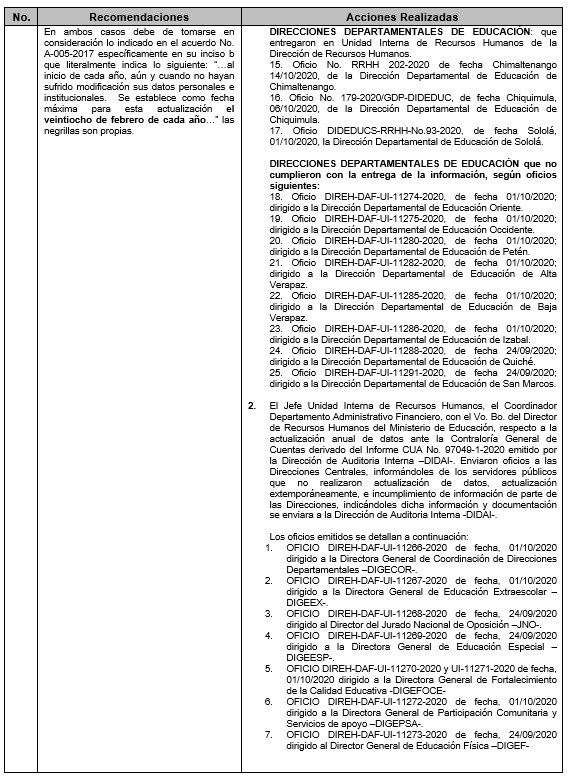 No. Recomendaciones Acciones Realizadas
En ambos casos debe de tomarse en
consideración lo indicado en el acuerdo No.
A-005-2017 específicamente en su inciso b
que literalmente indica lo siguiente: “…al
inicio de cada año, aún y cuando no hayan
sufrido modificación sus datos personales e
institucionales. Se establece como fecha
máxima para esta actualización el
veintiocho de febrero de cada año…” las
negrillas son propias.
DIRECCIONES DEPARTAMENTALES DE EDUCACIÓN: que
entregaron en Unidad Interna de Recursos Humanos de la
Dirección de Recursos Humanos.
15. Oficio No. RRHH 202-2020 de fecha Chimaltenango
14/10/2020, de la Dirección Departamental de Educación de
Chimaltenango.
16. Oficio No. 179-2020/GDP-DIDEDUC, de fecha Chiquimula,
06/10/2020, de la Dirección Departamental de Educación de
Chiquimula.
17. Oficio DIDEDUCS-RRHH-No.93-2020, de fecha Sololá,
01/10/2020, la Dirección Departamental de Educación de Sololá.
DIRECCIONES DEPARTAMENTALES DE EDUCACIÓN que no
cumplieron con la entrega de la información, según oficios
siguientes:
18. Oficio DIREH-DAF-UI-11274-2020, de fecha 01/10/2020;
dirigido a la Dirección Departamental de Educación Oriente.
19. Oficio DIREH-DAF-UI-11275-2020, de fecha 01/10/2020;
dirigido a la Dirección Departamental de Educación Occidente.
20. Oficio DIREH-DAF-UI-11280-2020, de fecha 01/10/2020;
dirigido a la Dirección Departamental de Educación de Petén.
21. Oficio DIREH-DAF-UI-11282-2020, de fecha 01/10/2020;
dirigido a la Dirección Departamental de Educación de Alta
Verapaz.
22. Oficio DIREH-DAF-UI-11285-2020, de fecha 01/10/2020;
dirigido a la Dirección Departamental de Educación de Baja
Verapaz.
23. Oficio DIREH-DAF-UI-11286-2020, de fecha 01/10/2020;
dirigido a la Dirección Departamental de Educación de Izabal.
24. Oficio DIREH-DAF-UI-11288-2020, de fecha 24/09/2020;
dirigido a la Dirección Departamental de Educación de Quiché.
25. Oficio DIREH-DAF-UI-11291-2020, de fecha 24/09/2020;
dirigido a la Dirección Departamental de Educación de San Marcos.
2. El Jefe Unidad Interna de Recursos Humanos, el Coordinador
Departamento Administrativo Financiero, con el Vo. Bo. del Director
de Recursos Humanos del Ministerio de Educación, respecto a la
actualización anual de datos ante la Contraloría General de
Cuentas derivado del Informe CUA No. 97049-1-2020 emitido por
la Dirección de Auditoria Interna –DIDAI-. Enviaron oficios a las
Direcciones Centrales, informándoles de los servidores públicos
que no realizaron actualización de datos, actualización
extemporáneamente, e incumplimiento de información de parte de
las Direcciones, indicándoles dicha información y documentación
se enviara a la Dirección de Auditoria Interna -DIDAI-.
Los oficios emitidos se detallan a continuación:
1. OFICIO DIREH-DAF-UI-11266-2020 de fecha, 01/10/2020
dirigido a la Directora General de Coordinación de Direcciones
Departamentales –DIGECOR-.
2. OFICIO DIREH-DAF-UI-11267-2020 de fecha, 01/10/2020
dirigido a la Directora General de Educación Extraescolar –
DIGEEX-.
3. OFICIO DIREH-DAF-UI-11268-2020 de fecha, 24/09/2020
dirigido al Director del Jurado Nacional de Oposición –JNO-.
4. OFICIO DIREH-DAF-UI-11269-2020 de fecha, 24/09/2020
dirigido a la Directora General de Educación Especial –
DIGEESP-.
5. OFICIO DIREH-DAF-UI-11270-2020 y UI-11271-2020 de fecha,
01/10/2020 dirigido a la Directora General de Fortalecimiento
de la Calidad Educativa -DIGEFOCE-
6. OFICIO DIREH-DAF-UI-11272-2020 de fecha, 01/10/2020
dirigido a la Directora General de Participación Comunitaria y
Servicios de apoyo –DIGEPSA-.
7. OFICIO DIREH-DAF-UI-11273-2020 de fecha, 24/09/2020
dirigido al Director General de Educación Física –DIGEF-